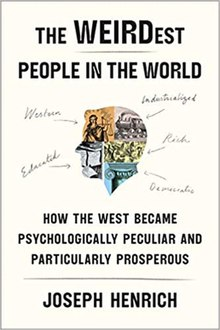 THE WEIRDest
PEOPLE IN THE WORLD
Western
Industrialized
Rich
Educated
Democratic
HOW THE WEST BECAME
PSYCHOLOGICALLY PECULIAR AND
PARTICULARLY PROSPEROUS
JOSEPH HENRICH